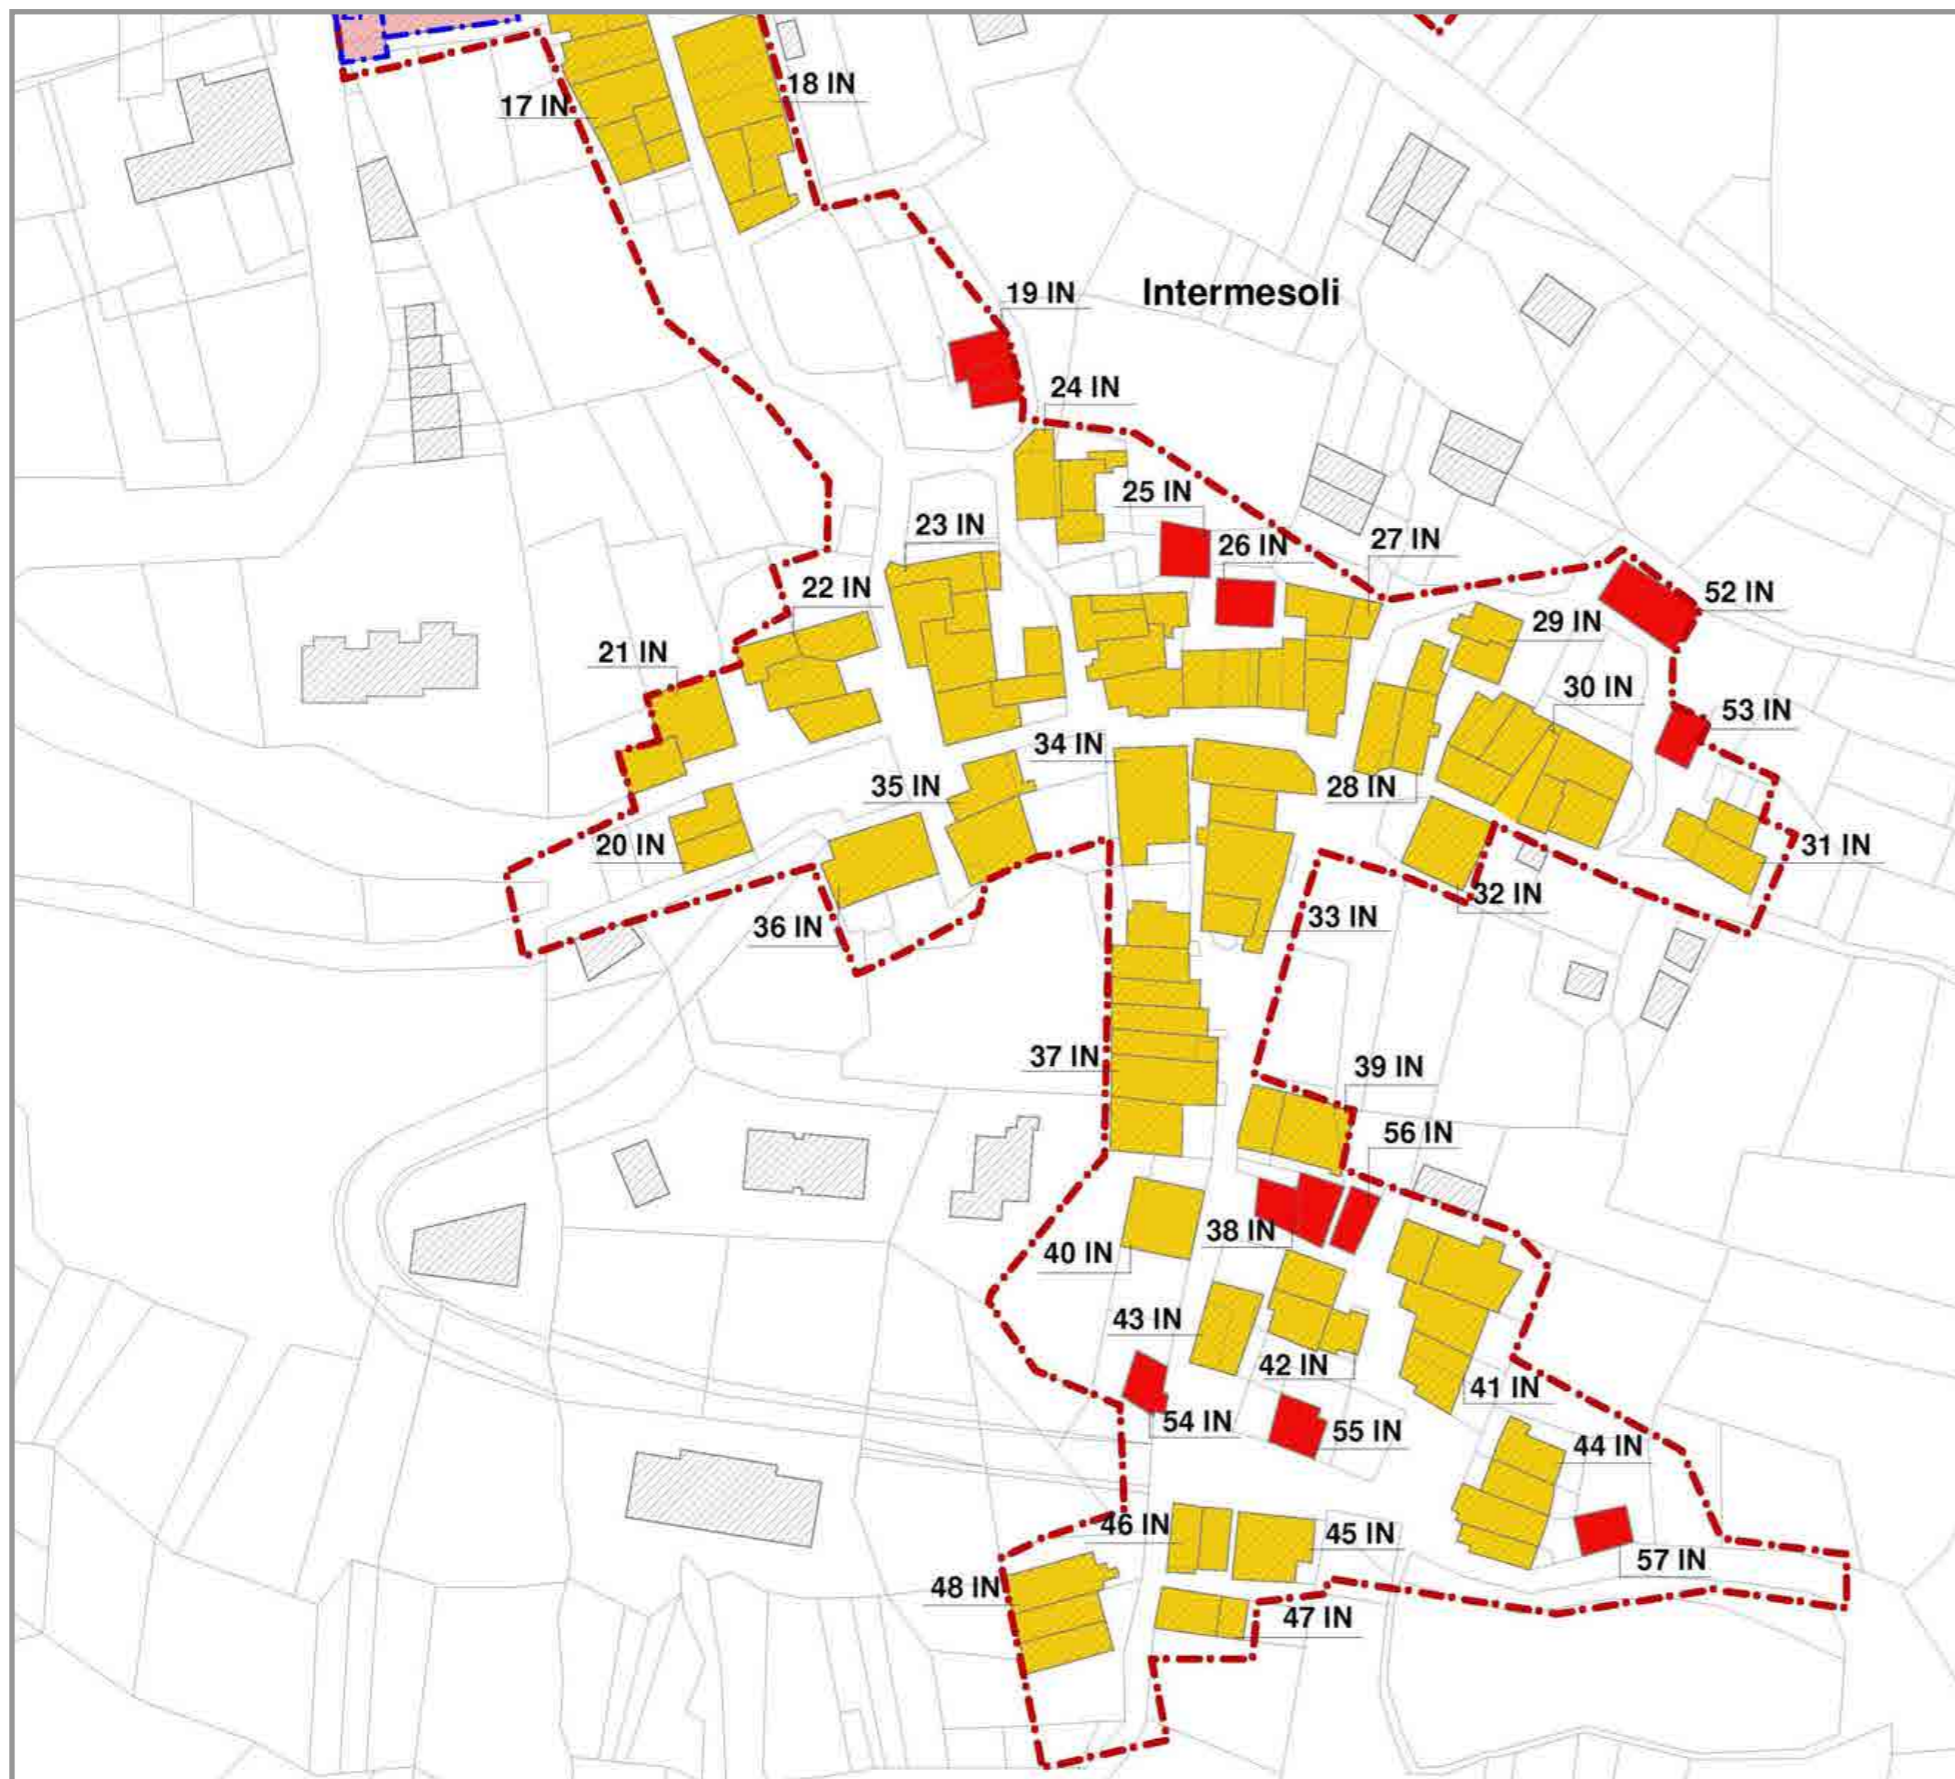 18 IN
17 IN
19 IN
Intermesoli
24 IN
25 IN
23 IN
26 IN
27 IN
22 IN
52 IN
29 IN
21 IN
30 IN
53 IN
34 IN
35 IN
28 IN
20 IN
31 IN
32 IN
36 IN
33 IN
37 IN
39 IN
56 IN
38 IN
40 IN
43 IN
42 IN
41 IN
54 IN
55 IN
44 IN
46 IN
45 IN
57 IN
48 IN
47 IN